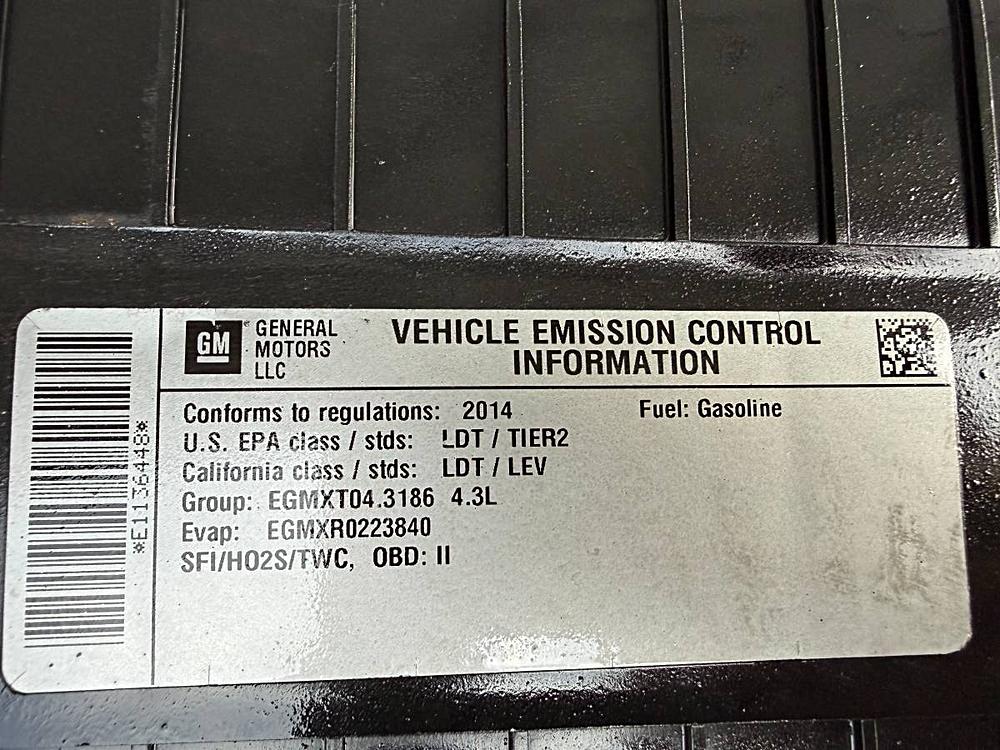 GM GENERAL MOTORS LLC
VEHICLE EMISSION CONTROL
INFORMATION
Conforms to regulations: 2014 Fuel: Gasoline
U.S. EPA class / stds: LDT / TIER2
California class / stds: LDT / LEV
Group: EGMXT04.3186 4.3L
Evap: EGMXR0223840
SFI/HO2S/TWC, OBD: II
*E1136448*